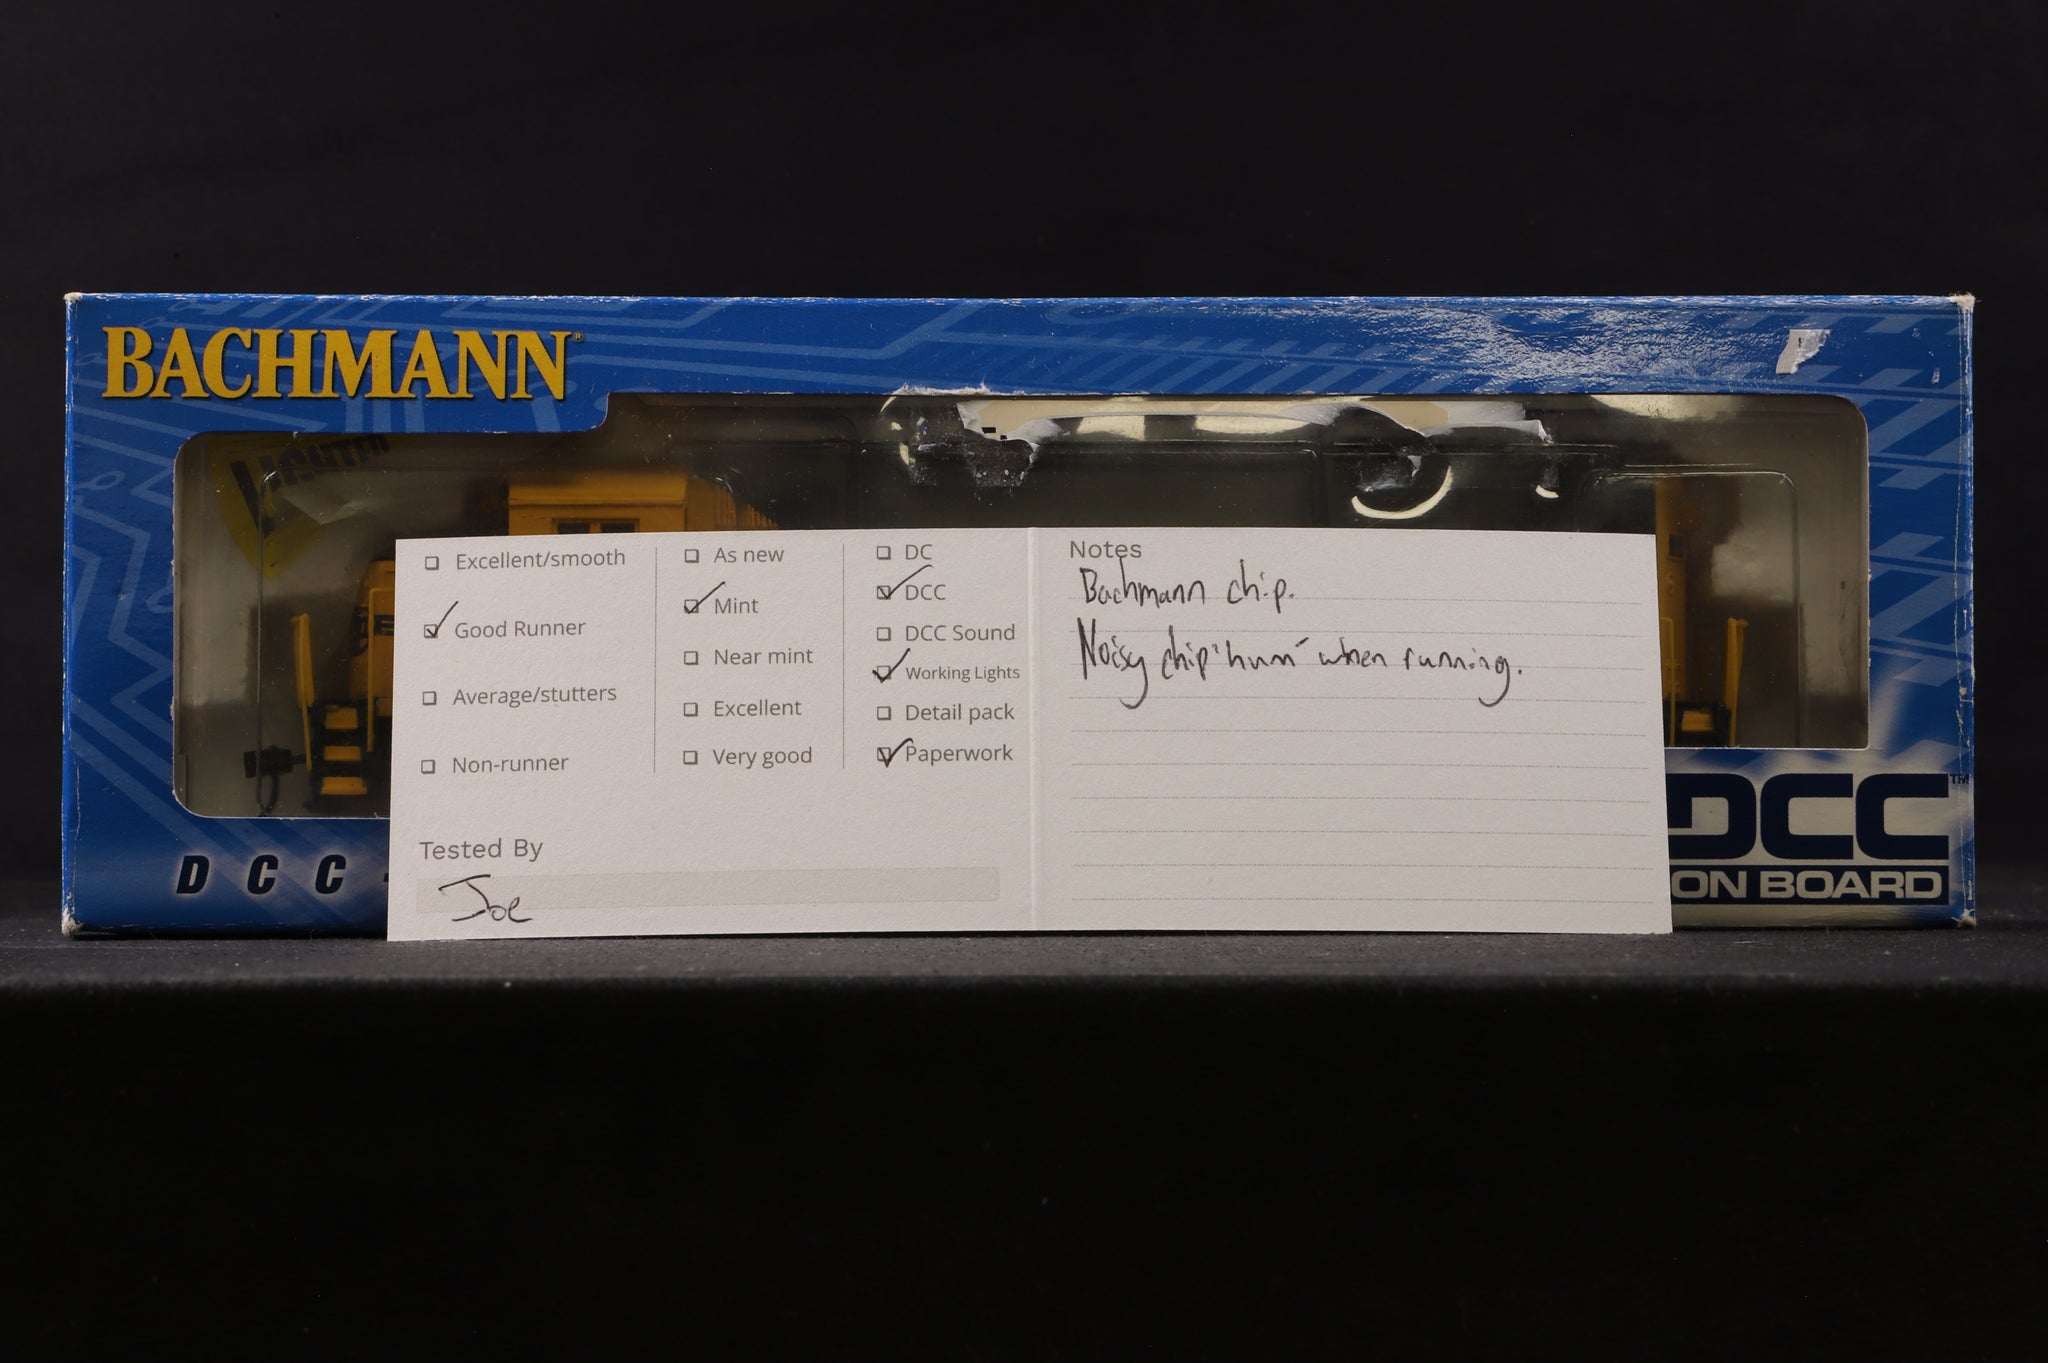 BACHMANN®
LIGHTED
Excellent/smooth
Good Runner
Average/stutters
Non-runner
As new
Mint
Near mint
Excellent
Very good
DC
DCC
DCC Sound
Working Lights
Detail pack
Paperwork
Tested By
Joe
Notes
Bachmann chip.
Noisy chip "hum" when running.
DCC-
DCC™
ON BOARD